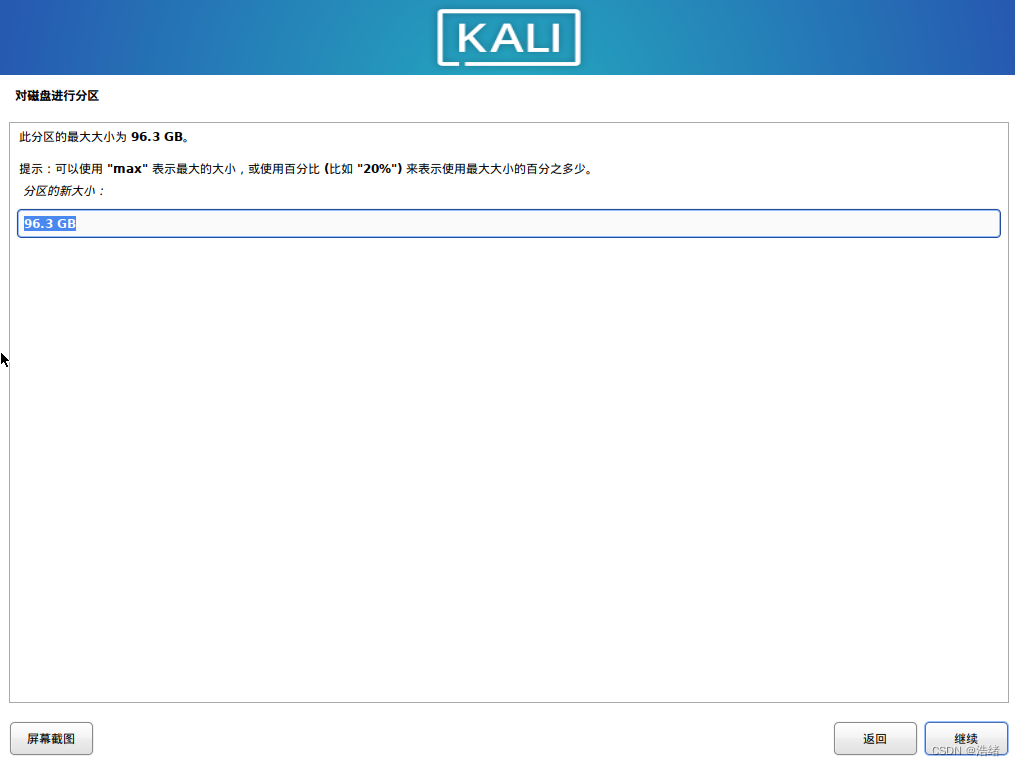 KALI
对磁盘进行分区
此分区的最大大小为 96.3 GB。
提示：可以使用 "max" 表示最大的大小，或使用百分比 (比如 "20%") 来表示使用最大大小的百分之多少。
分区的新大小：
96.3 GB
屏幕截图
返回
继续
CSDN @浩绪